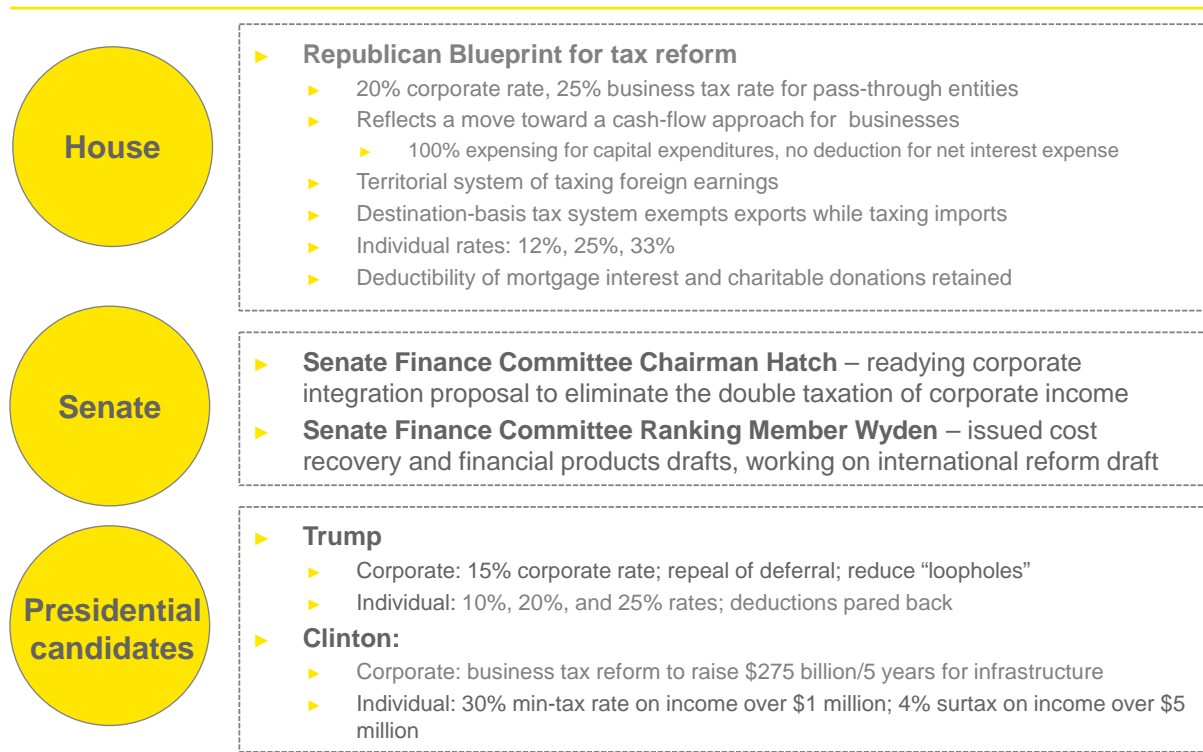 House
► Republican Blueprint for tax reform
► 20% corporate rate, 25% business tax rate for pass-through entities
► Reflects a move toward a cash-flow approach for businesses
► 100% expensing for capital expenditures, no deduction for net interest expense
► Territorial system of taxing foreign earnings
► Destination-basis tax system exempts exports while taxing imports
► Individual rates: 12%, 25%, 33%
► Deductibility of mortgage interest and charitable donations retained
Senate
► Senate Finance Committee Chairman Hatch – readying corporate
integration proposal to eliminate the double taxation of corporate income
► Senate Finance Committee Ranking Member Wyden – issued cost
recovery and financial products drafts, working on international reform draft
Presidential
candidates
► Trump
► Corporate: 15% corporate rate; repeal of deferral; reduce “loopholes”
► Individual: 10%, 20%, and 25% rates; deductions pared back
► Clinton:
► Corporate: business tax reform to raise $275 billion/5 years for infrastructure
► Individual: 30% min-tax rate on income over $1 million; 4% surtax on income over $5
million